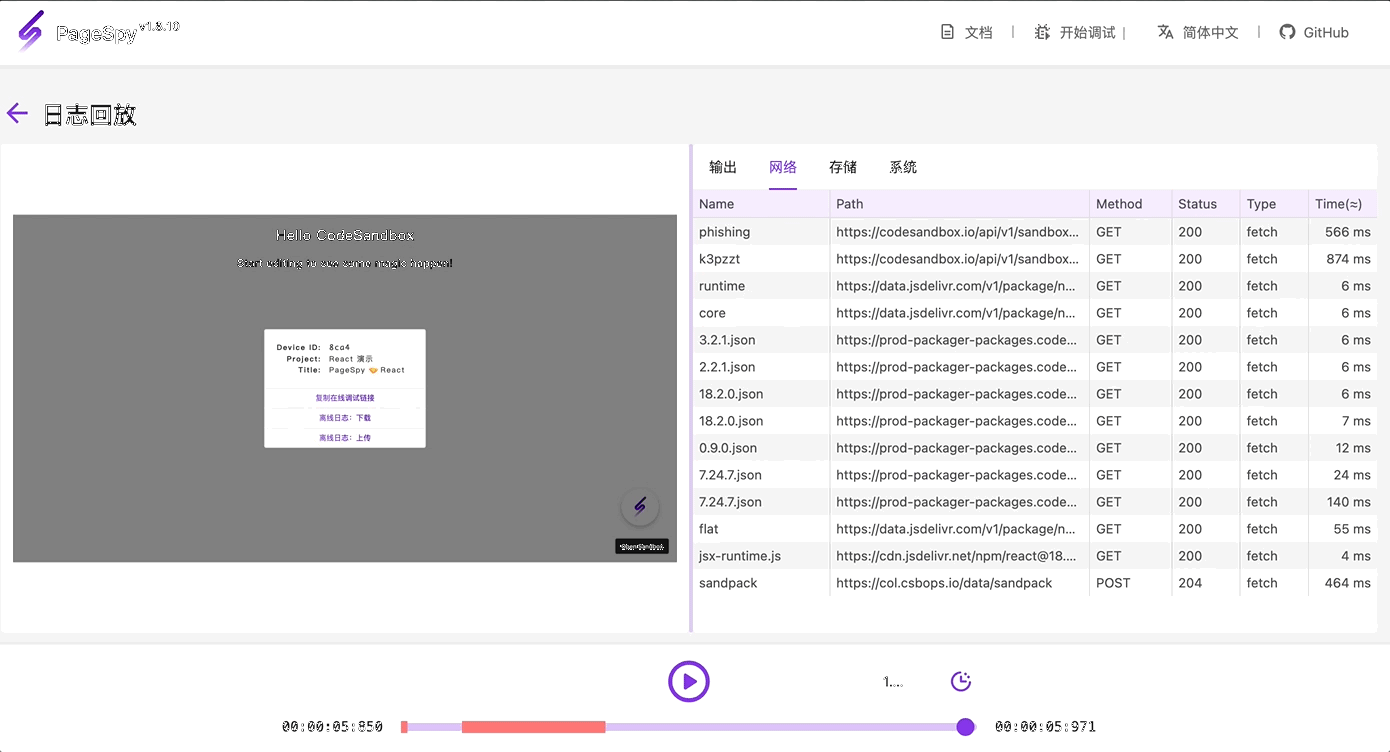 PageSpy v1.8.10
文档 | 开始调试 | 简体中文 | GitHub
日志回放
Hello CodeSandbox
Start editing to see some magic happen!
Device ID: 8ca4
Project: React 演示
Title: PageSpy 🤝 React
复制在线调试链接
离线日志：下载
离线日志：上传
输出 网络 存储 系统
Name Path Method Status Type Time(≈)
phishing https://codesandbox.io/api/v1/sandbox... GET 200 fetch 566 ms
k3pzzt https://codesandbox.io/api/v1/sandbox... GET 200 fetch 874 ms
runtime https://data.jsdelivr.com/v1/package/n... GET 200 fetch 6 ms
core https://data.jsdelivr.com/v1/package/n... GET 200 fetch 6 ms
3.2.1.json https://prod-packager-packages.code... GET 200 fetch 6 ms
2.2.1.json https://prod-packager-packages.code... GET 200 fetch 6 ms
18.2.0.json https://prod-packager-packages.code... GET 200 fetch 6 ms
18.2.0.json https://prod-packager-packages.code... GET 200 fetch 7 ms
0.9.0.json https://prod-packager-packages.code... GET 200 fetch 12 ms
7.24.7.json https://prod-packager-packages.code... GET 200 fetch 24 ms
7.24.7.json https://prod-packager-packages.code... GET 200 fetch 140 ms
flat https://data.jsdelivr.com/v1/package/n... GET 200 fetch 55 ms
jsx-runtime.js https://cdn.jsdelivr.net/npm/react@18.... GET 200 fetch 4 ms
sandpack https://col.csbops.io/data/sandpack POST 204 fetch 464 ms
1...
00:00:05:850 00:00:05:971